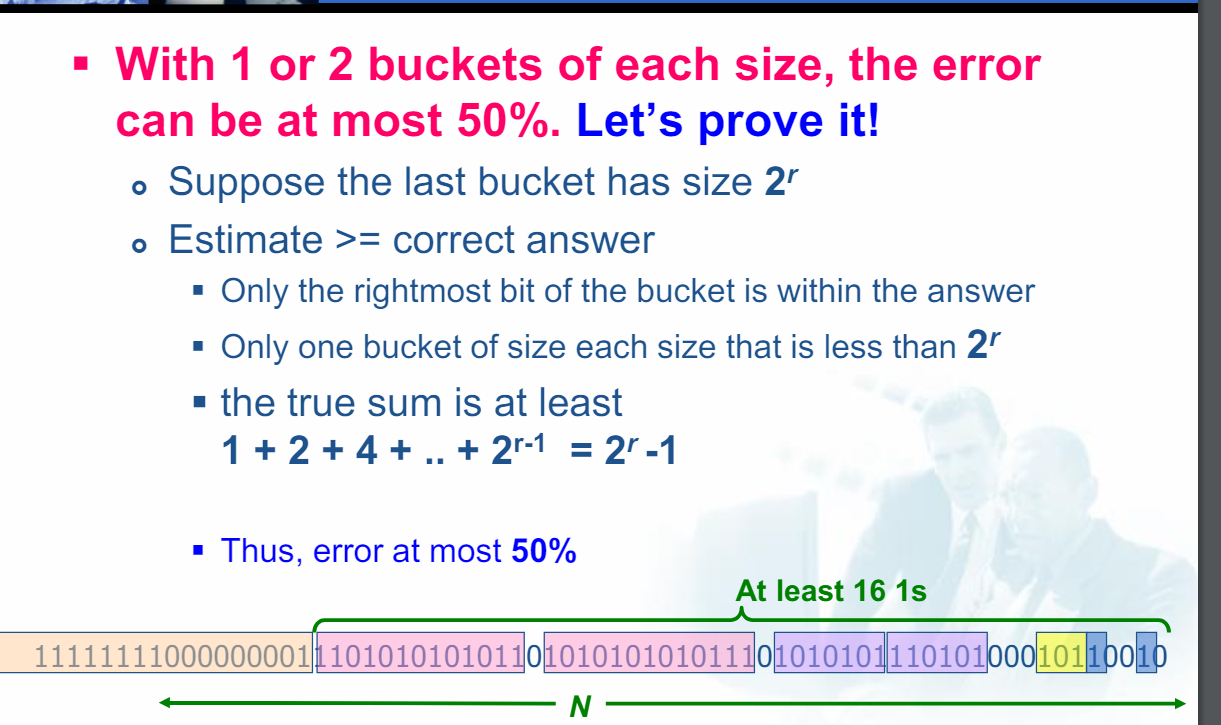 ▪ With 1 or 2 buckets of each size, the error
can be at most 50%. Let's prove it!
Suppose the last bucket has size 2ʳ
Estimate >= correct answer
▪ Only the rightmost bit of the bucket is within the answer
▪ Only one bucket of size each size that is less than 2ʳ
▪ the true sum is at least
1 + 2 + 4 + .. + 2ʳ⁻¹ = 2ʳ -1
▪ Thus, error at most 50%
At least 16 1s
111111110000000011101010101011010101010101110101010111010100010110010
N